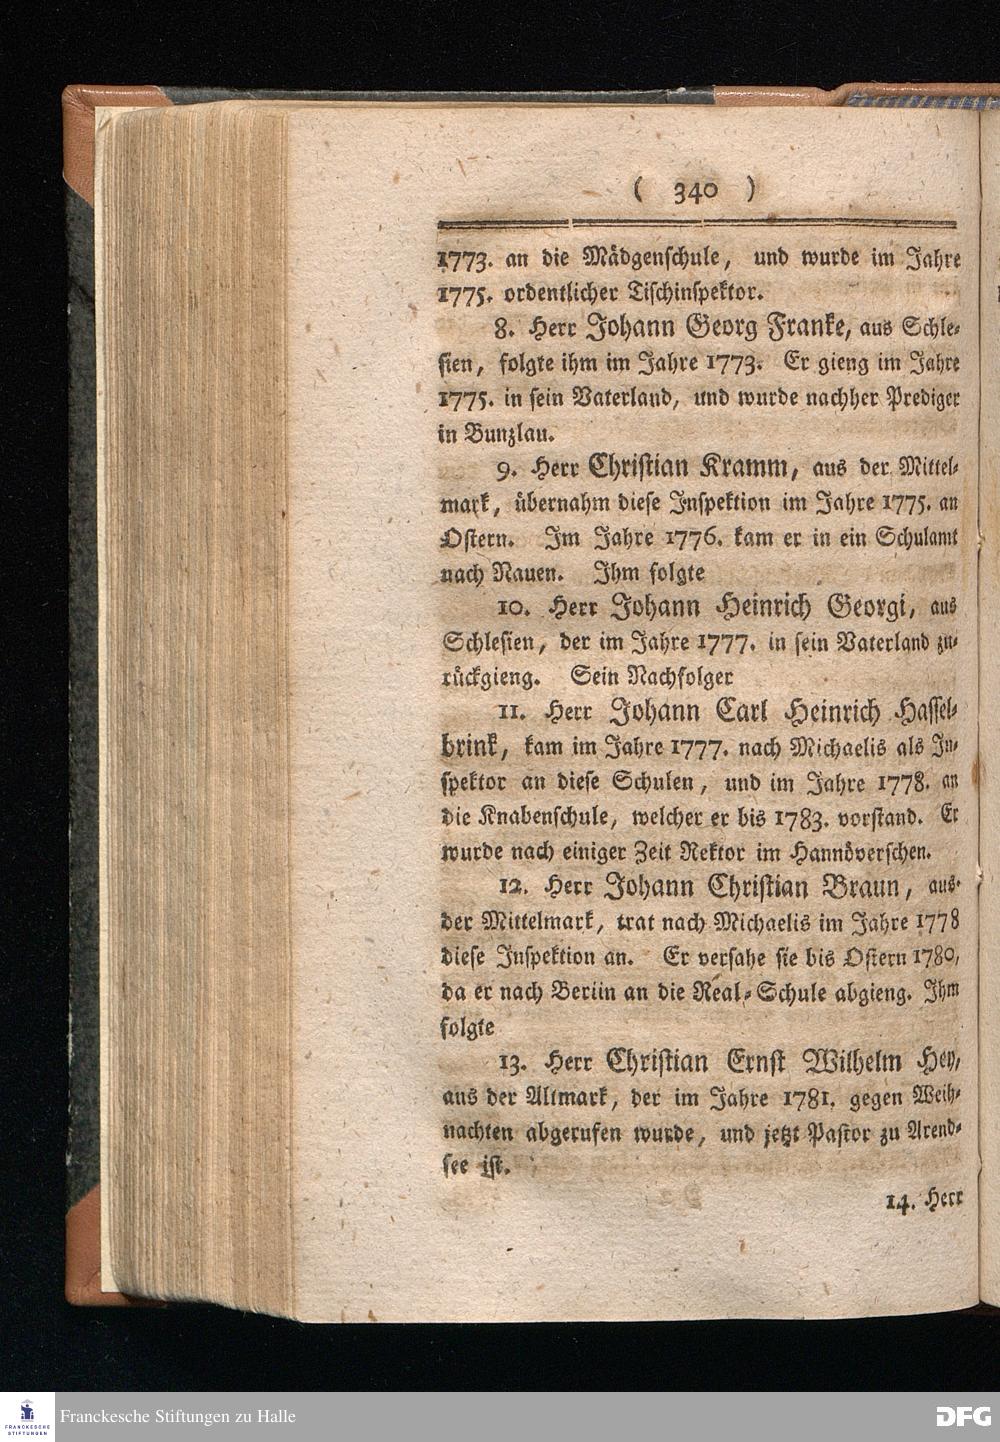 ( 340 )
1773. an die Mädgenschule, und wurde im Jahre
1775. ordentlicher Tischinspektor.
8. Herr Johann Georg Franke, aus Schle-
sien, folgte ihm im Jahre 1773. Er gieng im Jahre
1775. in sein Vaterland, und wurde nachher Prediger
in Bunzlau.
9. Herr Christian Kramm, aus der Mittel-
mark, übernahm diese Inspektion im Jahre 1775. an
Ostern. Im Jahre 1776. kam er in ein Schulamt
nach Nauen. Ihm folgte
10. Herr Johann Heinrich Georgi, aus
Schlesien, der im Jahre 1777. in sein Vaterland zu-
rückgieng. Sein Nachfolger
11. Herr Johann Carl Heinrich Hassel-
brink, kam im Jahre 1777. nach Michaelis als In-
spektor an diese Schulen, und im Jahre 1778. an
die Knabenschule, welcher er bis 1783. vorstand. Er
wurde nach einiger Zeit Rektor im Hannöverschen.
12. Herr Johann Christian Braun, aus
der Mittelmark, trat nach Michaelis im Jahre 1778
diese Inspektion an. Er versahe sie bis Ostern 1780,
da er nach Beriin an die Real-Schule abgieng. Ihm
folgte
13. Herr Christian Ernst Wilhelm Hey,
aus der Altmark, der im Jahre 1781. gegen Weih-
nachten abgerufen wurde, und jetzt Pastor zu Arend-
see ist.
14. Herr
FRANCKESCHE
STIFTUNGEN
Franckesche Stiftungen zu Halle
DFG